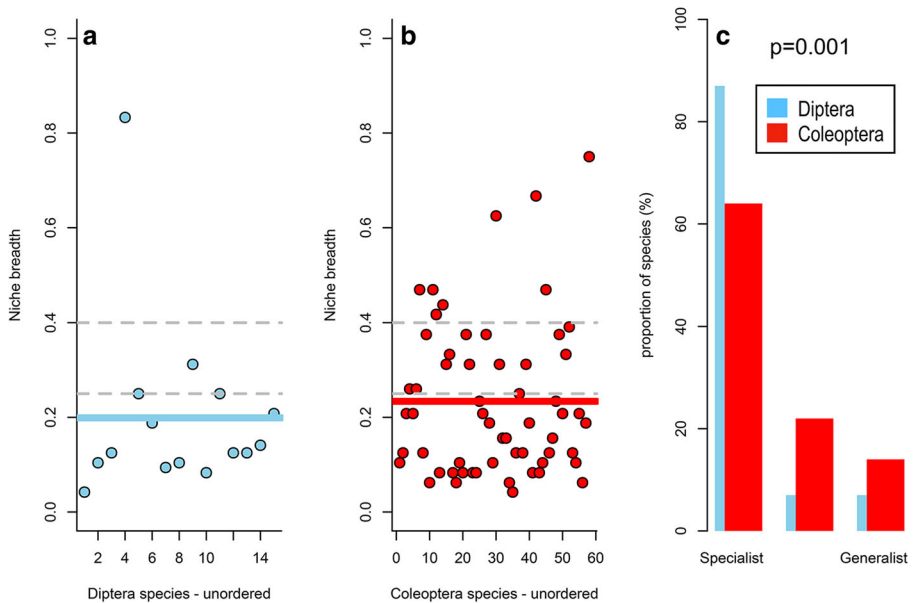 a
Niche breadth
1.0
0.8
0.6
0.4
0.2
0.0
2 4 6 8 10 14
Diptera species - unordered
b
Niche breadth
1.0
0.8
0.6
0.4
0.2
0.0
0 10 20 30 40 50 60
Coleoptera species - unordered
c
p=0.001
Diptera
Coleoptera
proportion of species (%)
100
80
60
40
20
0
Specialist Generalist